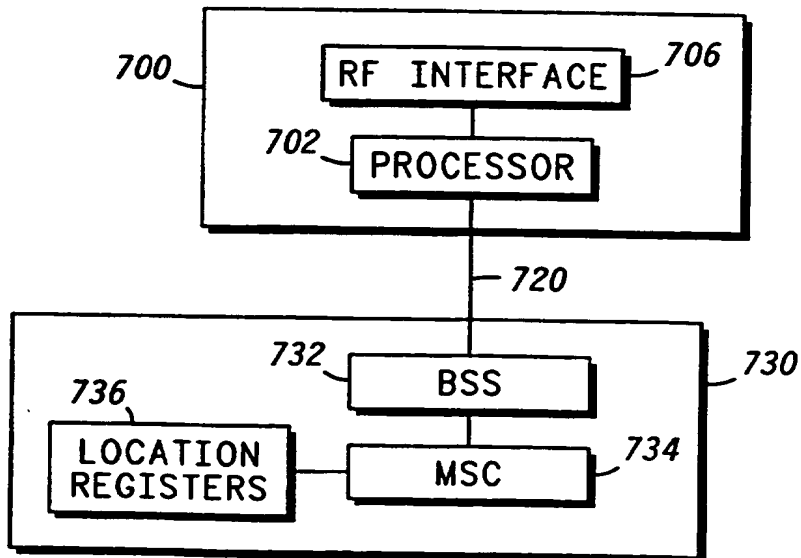 700
RF INTERFACE
706
702
PROCESSOR
720
732
BSS
730
736
LOCATION
REGISTERS
MSC
734